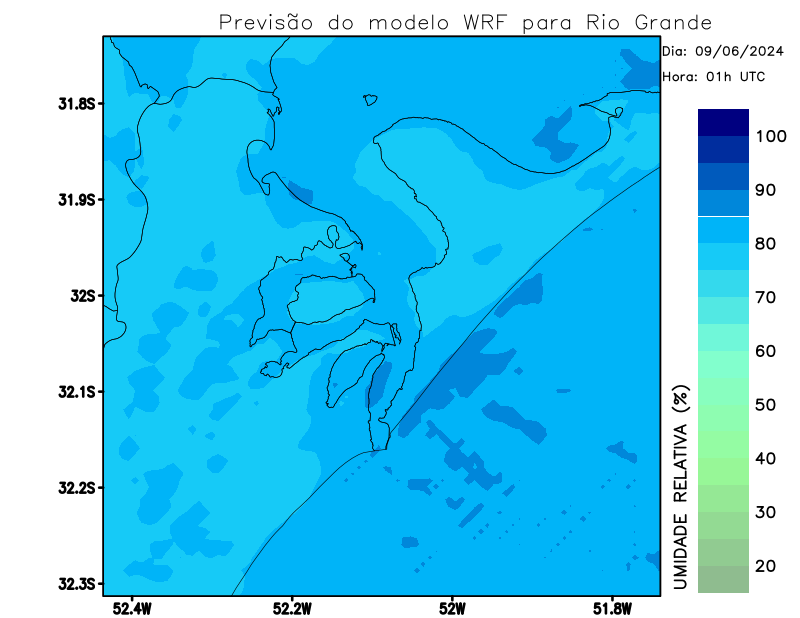 Previsão do modelo WRF para Rio Grande
Dia: 09/06/2024
Hora: 01h UTC
31.8S
31.9S
32S
32.1S
32.2S
32.3S
52.4W
52.2W
52W
51.8W
100
90
80
70
60
50
40
30
20
UMIDADE RELATIVA (%)